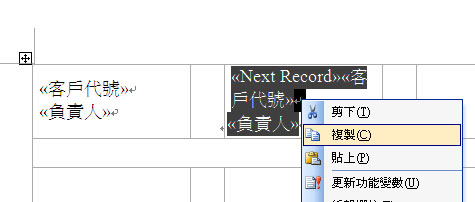 «客戶代號»
«負責人»
«Next Record»«客
戶代號»
«負責人»
剪下(T)
複製(C)
貼上(P)
更新功能變數(U)